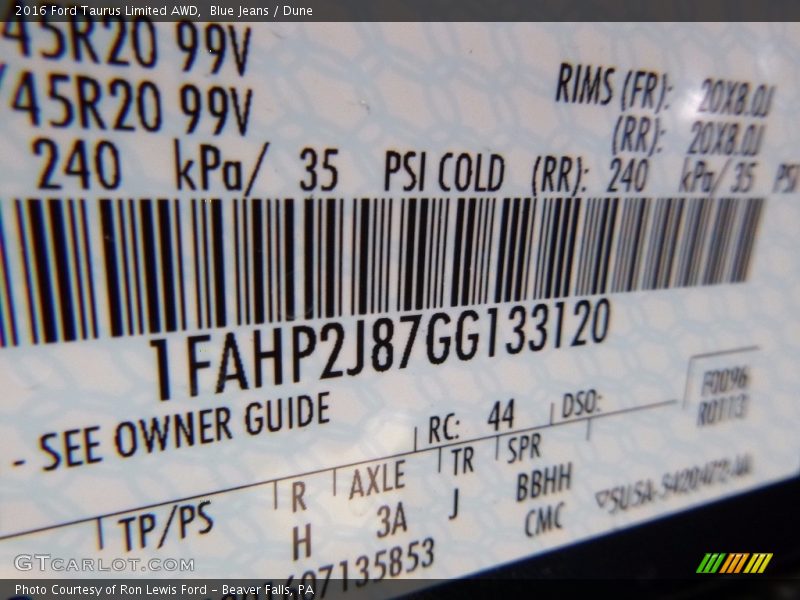 2016 Ford Taurus Limited AWD, Blue Jeans / Dune
45R20 99V
/45R20 99V
RIMS (FR): 20X8.0J
(RR): 20X8.0J
240 kPa/ 35 PSI COLD (RR): 240 kPa/ 35 PSI
1FAHP2J87GG133120
- SEE OWNER GUIDE
RC: 44 DSO:
F0096
R0113
TP/PS R AXLE TR SPR
H 3A J BBHH
CMC
607135853
GTCARLOT.COM
Photo Courtesy of Ron Lewis Ford - Beaver Falls, PA